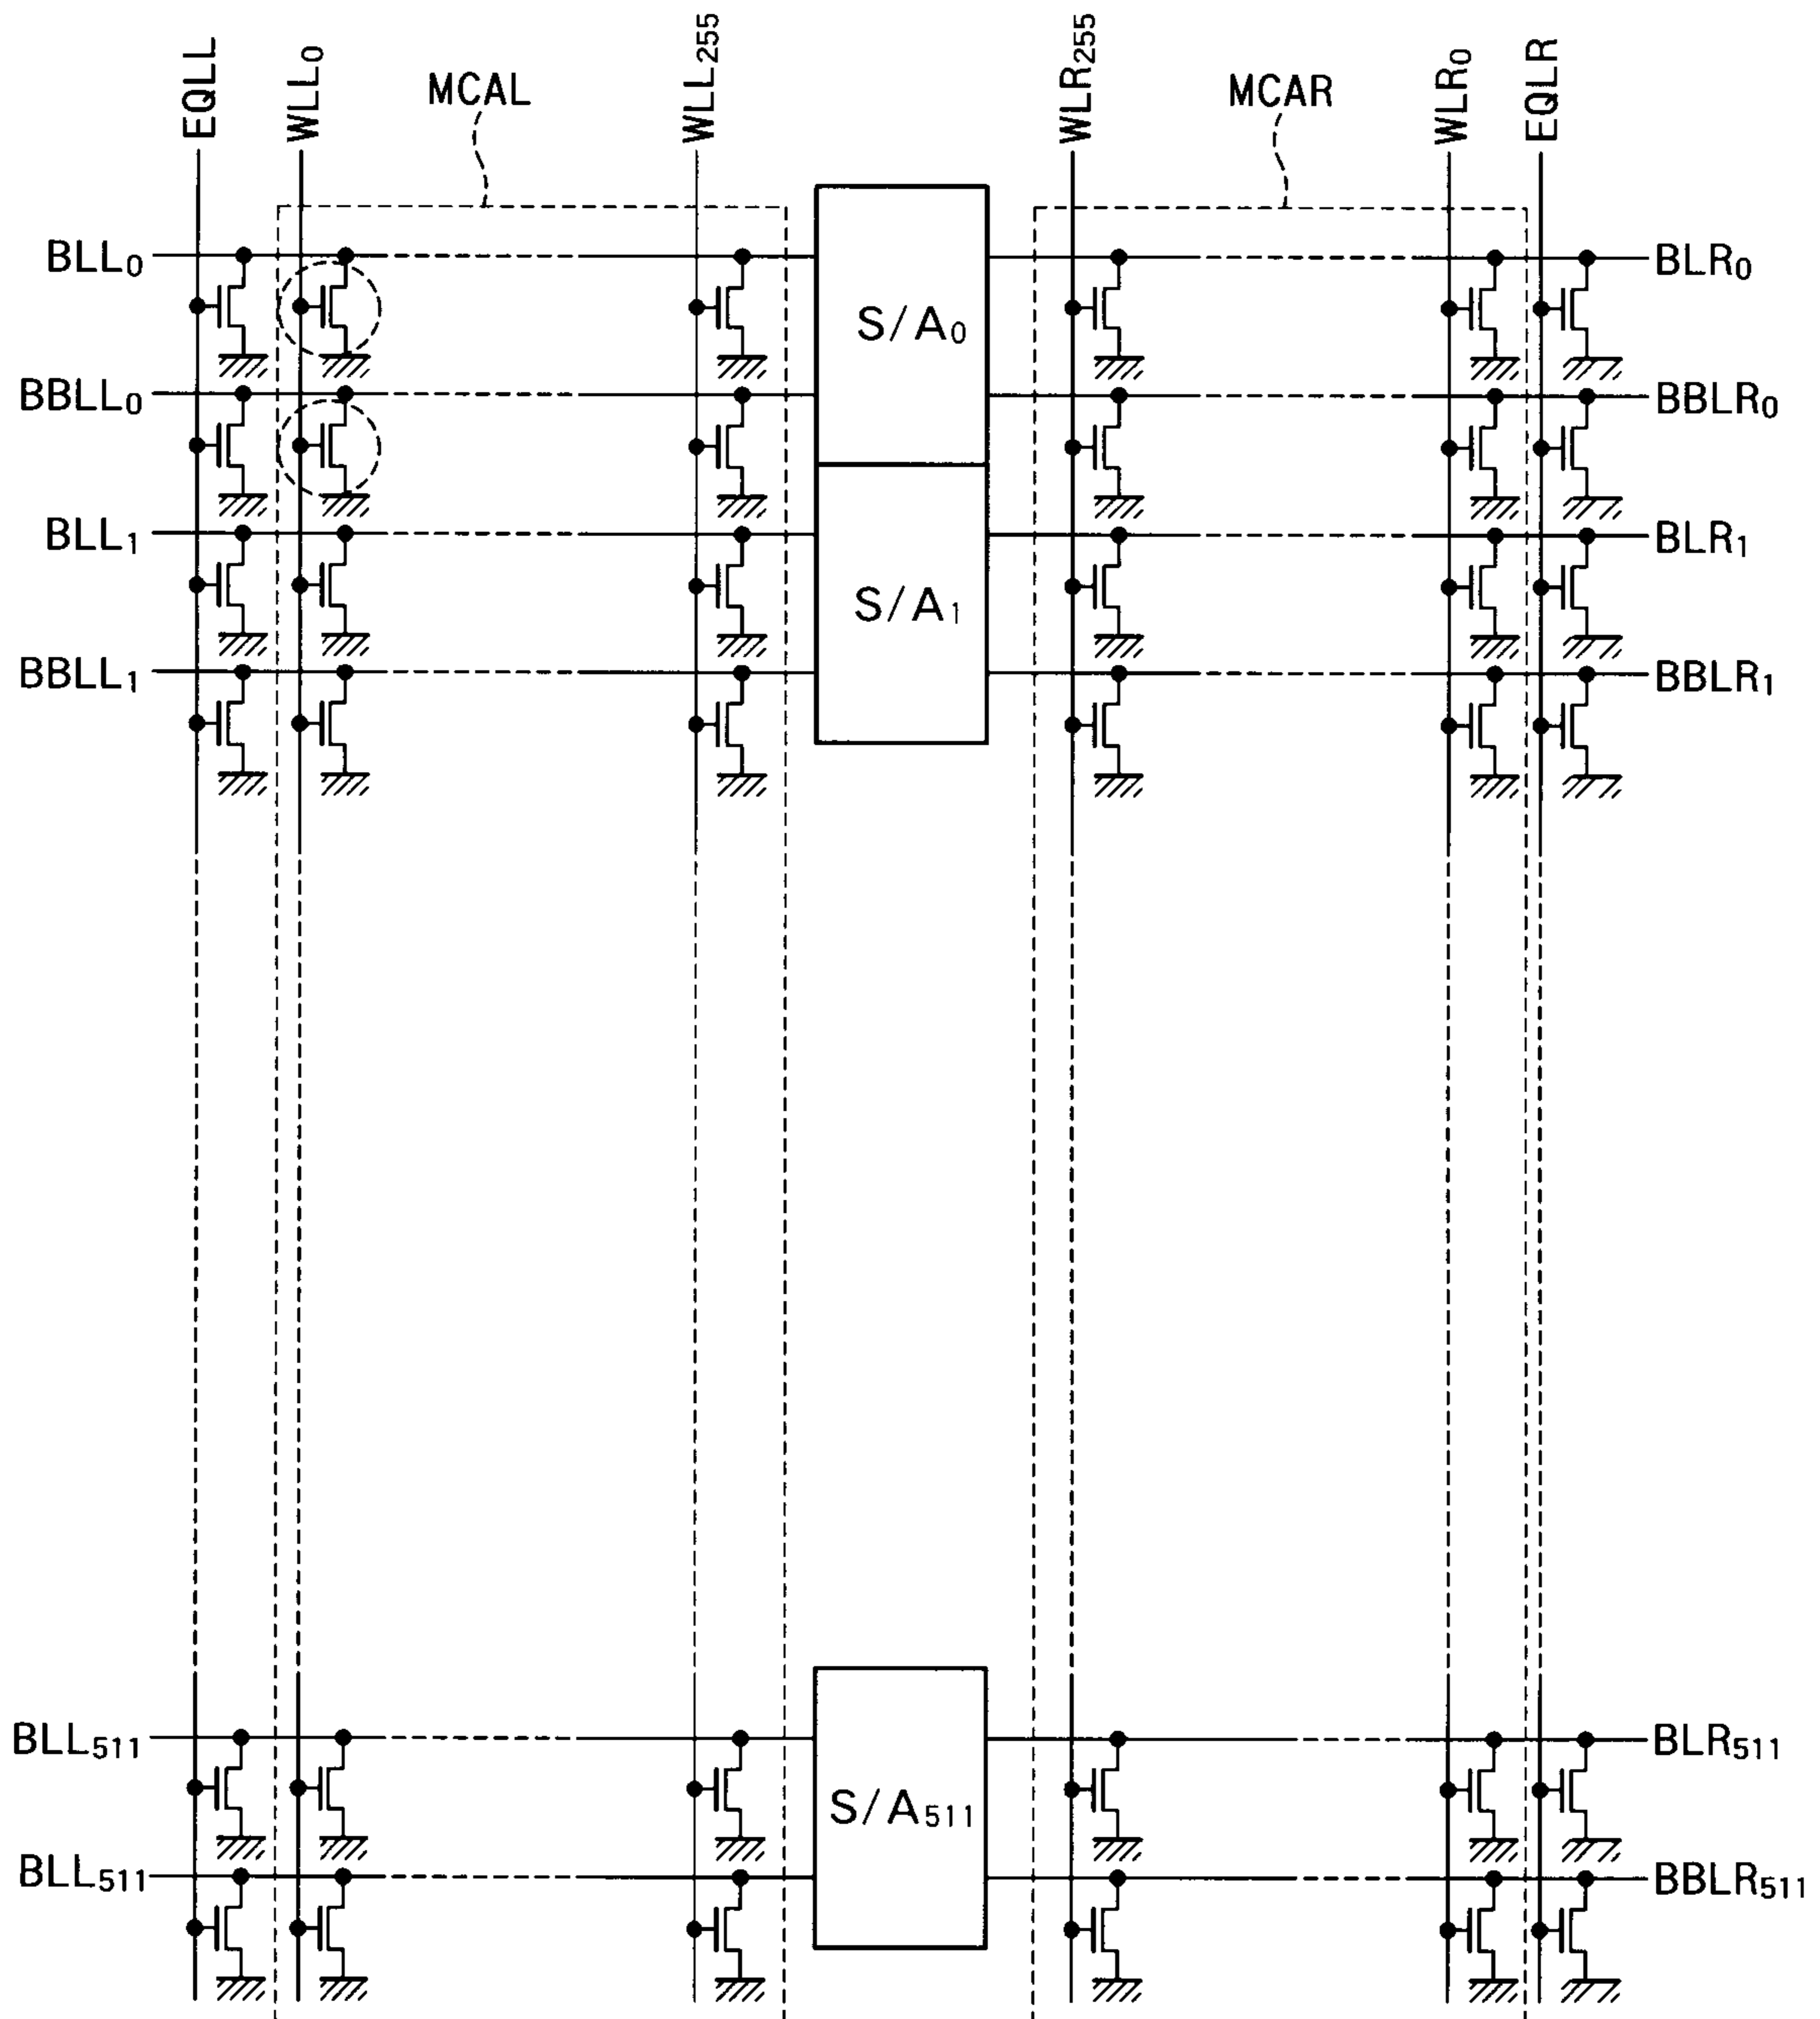 EQLL
WLL0
MCAL
WLL255
WLR255
MCAR
WLR0
EQLR
BLL0
S/A0
BLR0
BBLL0
BBLR0
BLL1
S/A1
BLR1
BBLL1
BBLR1
BLL511
S/A511
BLR511
BLL511
BBLR511